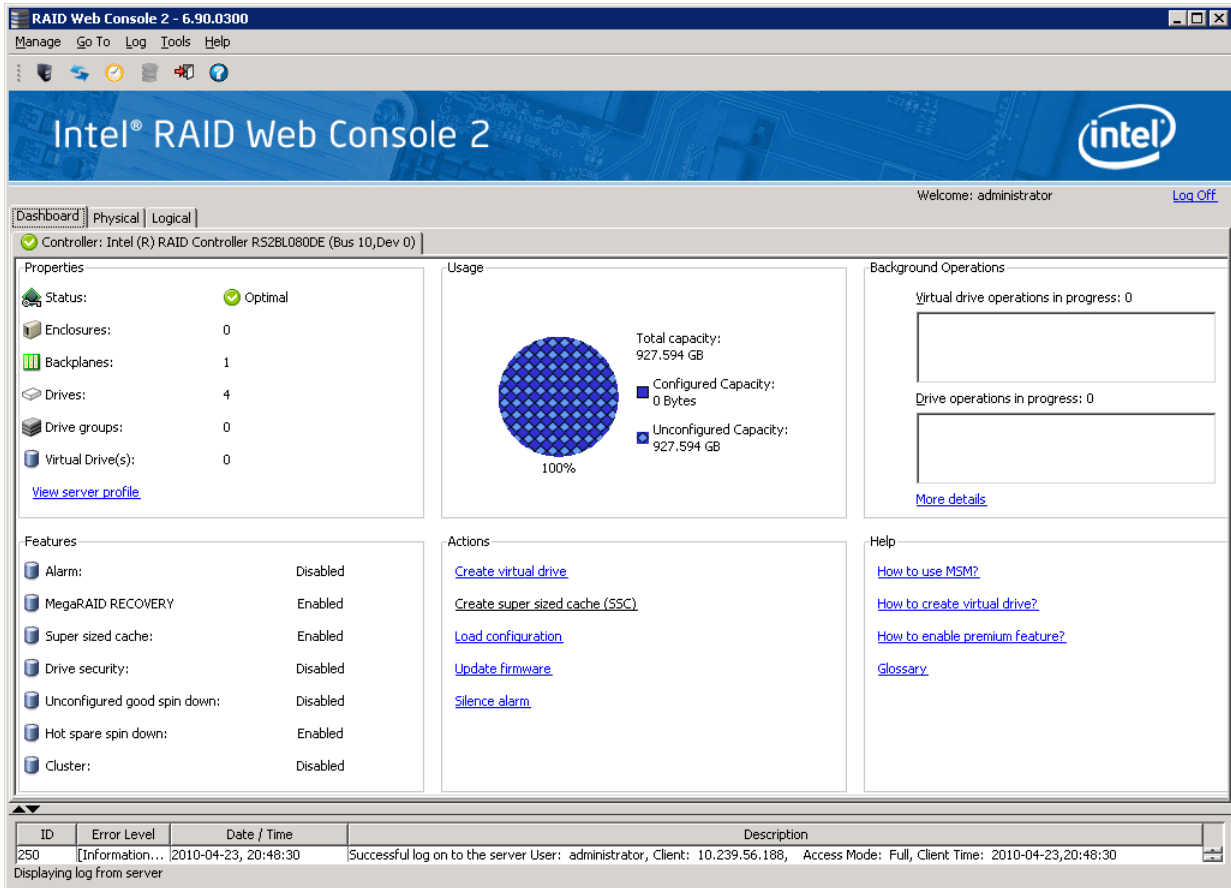 RAID Web Console 2 - 6.90.0300
Manage Go To Log Tools Help
Intel® RAID Web Console 2
intel
Welcome: administrator
Log Off
Dashboard Physical Logical
Controller: Intel (R) RAID Controller RS2BL080DE (Bus 10,Dev 0)
Properties
Status: Optimal
Enclosures: 0
Backplanes: 1
Drives: 4
Drive groups: 0
Virtual Drive(s): 0
View server profile
Usage
Total capacity:
927.594 GB
Configured Capacity:
0 Bytes
Unconfigured Capacity:
927.594 GB
100%
Background Operations
Virtual drive operations in progress: 0
Drive operations in progress: 0
More details
Features
Alarm: Disabled
MegaRAID RECOVERY Enabled
Super sized cache: Enabled
Drive security: Disabled
Unconfigured good spin down: Disabled
Hot spare spin down: Enabled
Cluster: Disabled
Actions
Create virtual drive
Create super sized cache (SSC)
Load configuration
Update firmware
Silence alarm
Help
How to use MSM?
How to create virtual drive?
How to enable premium feature?
Glossary
ID Error Level Date / Time Description
250 [Information... 2010-04-23, 20:48:30 Successful log on to the server User: administrator, Client: 10.239.56.188, Access Mode: Full, Client Time: 2010-04-23,20:48:30
Displaying log from server